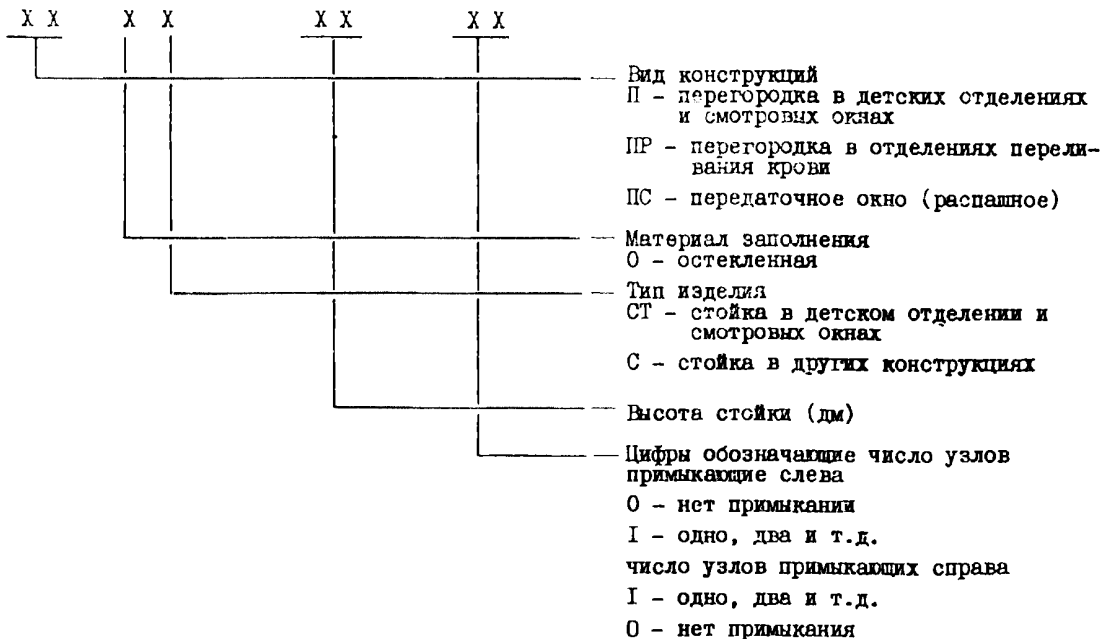 X X X X X X X X
Вид конструкций
П - перегородка в детских отделениях
и смотровых окнах
ПР - перегородка в отделениях перели-
вания крови
ПС - передаточное окно (распашное)
Материал заполнения
О - остекленная
Тип изделия
СТ - стойка в детском отделении и
смотровых окнах
С - стойка в других конструкциях
Высота стойки (дм)
Цифры обозначающие число узлов
примыкающие слева
0 - нет примыкании
I - одно, два и т.д.
число узлов примыкающих справа
I - одно, два и т.д.
0 - нет примыкания